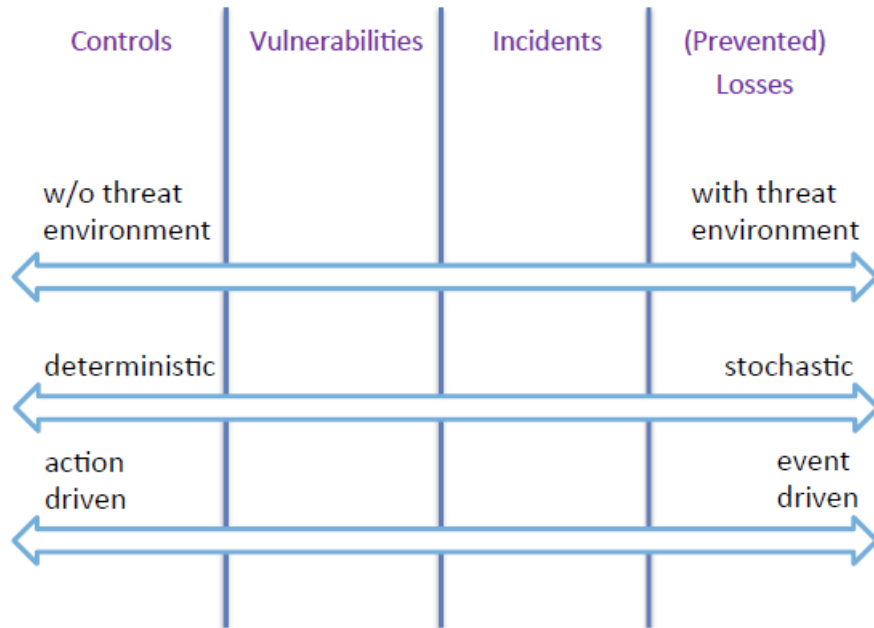 Controls
Vulnerabilities
Incidents
(Prevented)
Losses
w/o threat
environment
with threat
environment
deterministic
stochastic
action
driven
event
driven